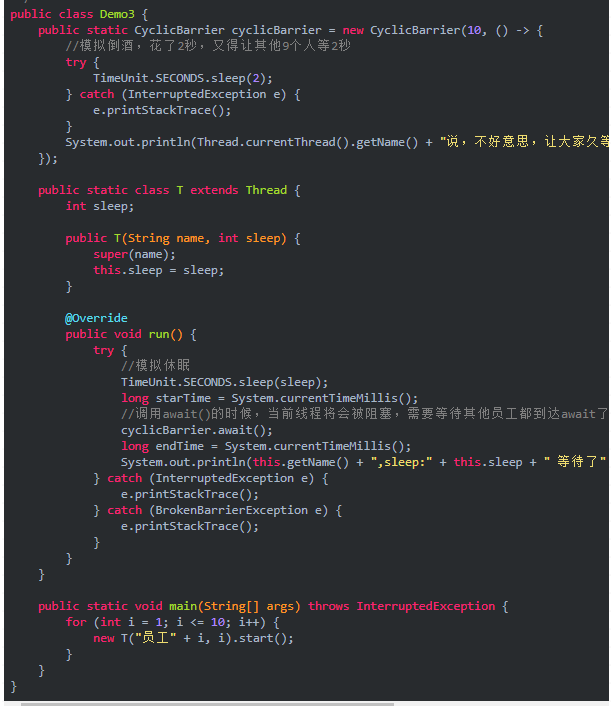 public class Demo3 {
    public static CyclicBarrier cyclicBarrier = new CyclicBarrier(10, () -> {
        //模拟倒酒，花了2秒，又得让其他9个人等2秒
        try {
            TimeUnit.SECONDS.sleep(2);
        } catch (InterruptedException e) {
            e.printStackTrace();
        }
        System.out.println(Thread.currentThread().getName() + "说，不好意思，让大家久等
    });
    public static class T extends Thread {
        int sleep;
        public T(String name, int sleep) {
            super(name);
            this.sleep = sleep;
        }
        @Override
        public void run() {
            try {
                //模拟休眠
                TimeUnit.SECONDS.sleep(sleep);
                long starTime = System.currentTimeMillis();
                //调用await()的时候，当前线程将会被阻塞，需要等待其他员工都到达await了
                cyclicBarrier.await();
                long endTime = System.currentTimeMillis();
                System.out.println(this.getName() + ",sleep:" + this.sleep + " 等待了"
            } catch (InterruptedException e) {
                e.printStackTrace();
            } catch (BrokenBarrierException e) {
                e.printStackTrace();
            }
        }
    }
    public static void main(String[] args) throws InterruptedException {
        for (int i = 1; i <= 10; i++) {
            new T("员工" + i, i).start();
        }
    }
}